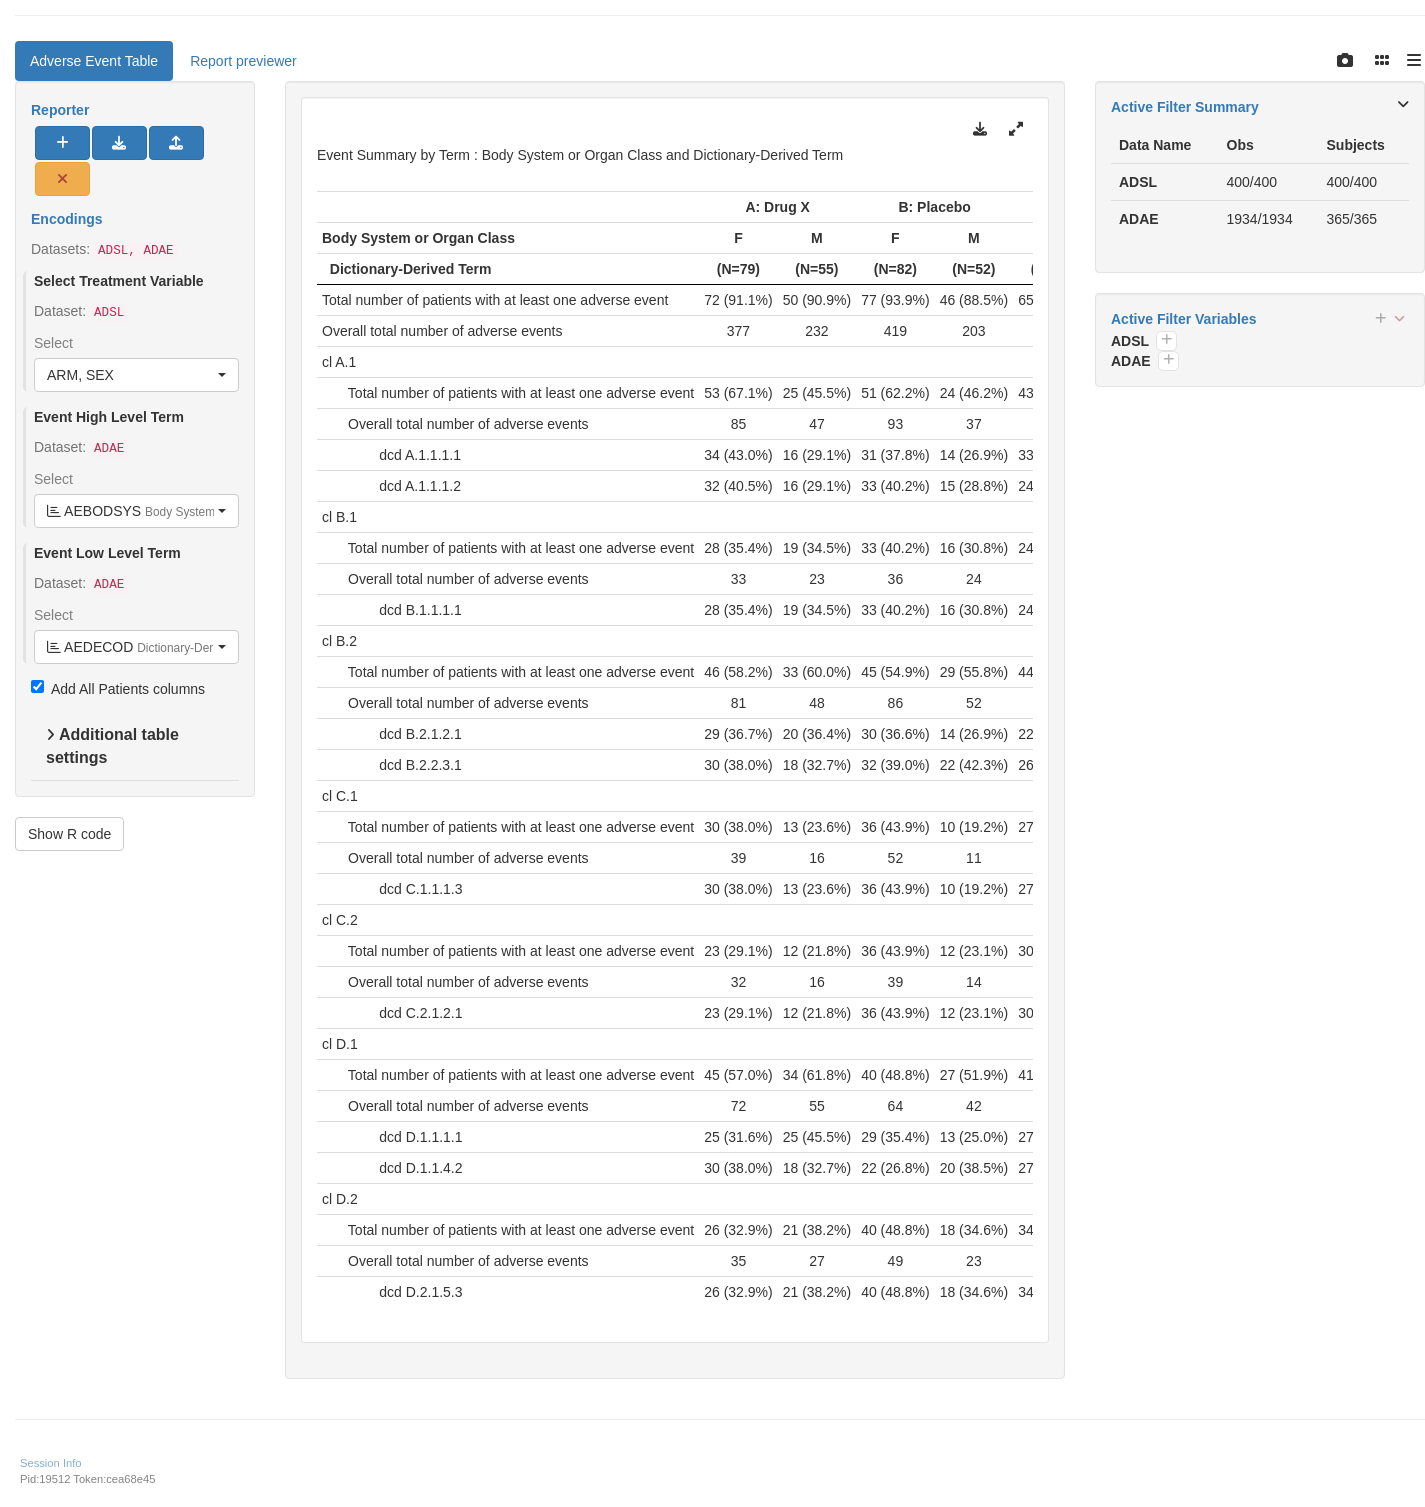 Adverse Event Table Report previewer
Reporter
Encodings
Datasets: ADSL, ADAE
Select Treatment Variable
Dataset: ADSL
Select
ARM, SEX
Event High Level Term
Dataset: ADAE
Select
AEBODSYS Body System
Event Low Level Term
Dataset: ADAE
Select
AEDECOD Dictionary-Der
Add All Patients columns
Additional table
settings
Show R code
Event Summary by Term : Body System or Organ Class and Dictionary-Derived Term
A: Drug X B: Placebo
Body System or Organ Class F M F M
Dictionary-Derived Term (N=79) (N=55) (N=82) (N=52) (
Total number of patients with at least one adverse event 72 (91.1%) 50 (90.9%) 77 (93.9%) 46 (88.5%) 65
Overall total number of adverse events 377 232 419 203
cl A.1
Total number of patients with at least one adverse event 53 (67.1%) 25 (45.5%) 51 (62.2%) 24 (46.2%) 43
Overall total number of adverse events 85 47 93 37
dcd A.1.1.1.1 34 (43.0%) 16 (29.1%) 31 (37.8%) 14 (26.9%) 33
dcd A.1.1.1.2 32 (40.5%) 16 (29.1%) 33 (40.2%) 15 (28.8%) 24
cl B.1
Total number of patients with at least one adverse event 28 (35.4%) 19 (34.5%) 33 (40.2%) 16 (30.8%) 24
Overall total number of adverse events 33 23 36 24
dcd B.1.1.1.1 28 (35.4%) 19 (34.5%) 33 (40.2%) 16 (30.8%) 24
cl B.2
Total number of patients with at least one adverse event 46 (58.2%) 33 (60.0%) 45 (54.9%) 29 (55.8%) 44
Overall total number of adverse events 81 48 86 52
dcd B.2.1.2.1 29 (36.7%) 20 (36.4%) 30 (36.6%) 14 (26.9%) 22
dcd B.2.2.3.1 30 (38.0%) 18 (32.7%) 32 (39.0%) 22 (42.3%) 26
cl C.1
Total number of patients with at least one adverse event 30 (38.0%) 13 (23.6%) 36 (43.9%) 10 (19.2%) 27
Overall total number of adverse events 39 16 52 11
dcd C.1.1.1.3 30 (38.0%) 13 (23.6%) 36 (43.9%) 10 (19.2%) 27
cl C.2
Total number of patients with at least one adverse event 23 (29.1%) 12 (21.8%) 36 (43.9%) 12 (23.1%) 30
Overall total number of adverse events 32 16 39 14
dcd C.2.1.2.1 23 (29.1%) 12 (21.8%) 36 (43.9%) 12 (23.1%) 30
cl D.1
Total number of patients with at least one adverse event 45 (57.0%) 34 (61.8%) 40 (48.8%) 27 (51.9%) 41
Overall total number of adverse events 72 55 64 42
dcd D.1.1.1.1 25 (31.6%) 25 (45.5%) 29 (35.4%) 13 (25.0%) 27
dcd D.1.1.4.2 30 (38.0%) 18 (32.7%) 22 (26.8%) 20 (38.5%) 27
cl D.2
Total number of patients with at least one adverse event 26 (32.9%) 21 (38.2%) 40 (48.8%) 18 (34.6%) 34
Overall total number of adverse events 35 27 49 23
dcd D.2.1.5.3 26 (32.9%) 21 (38.2%) 40 (48.8%) 18 (34.6%) 34
Active Filter Summary
Data Name Obs Subjects
ADSL 400/400 400/400
ADAE 1934/1934 365/365
Active Filter Variables
ADSL
ADAE
Session Info
Pid:19512 Token:cea68e45